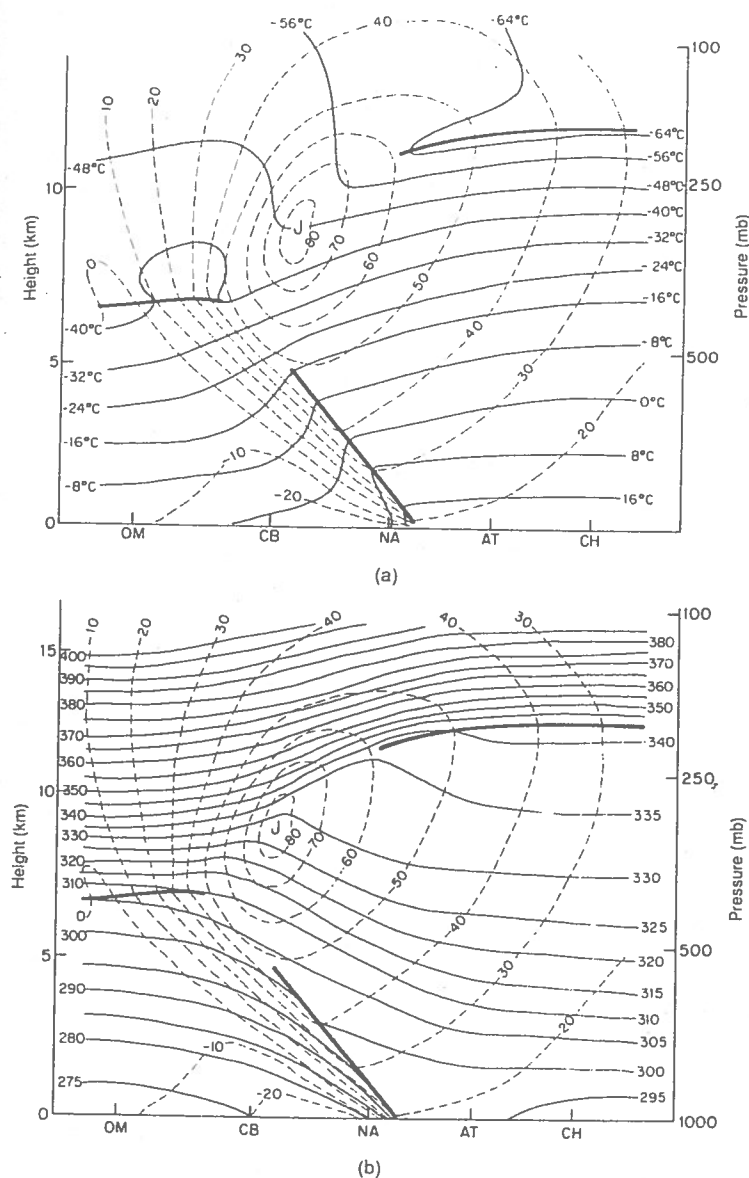 -56°C
-64°C
40
30
20
10
100
-64°C
-56°C
-48°C
10
-48°C
250
J
80
70
60
50
40
30
20
-40°C
-32°C
-24°C
-16°C
0
-40°C
-8°C
5
500
-32°C
-24°C
-16°C
-8°C
0°C
8°C
16°C
-10
-20
0
OM
CB
NA
AT
CH
Height (km)
Pressure (mb)
(a)
10
20
30
40
40
30
100
15
400
390
380
370
360
350
340
330
320
310
0
300
290
280
275
380
370
360
350
340
10
250
335
J
80
70
60
50
40
30
20
330
325
5
500
320
315
310
305
300
295
-10
-20
0
1000
OM
CB
NA
AT
CH
Height (km)
Pressure (mb)
(b)